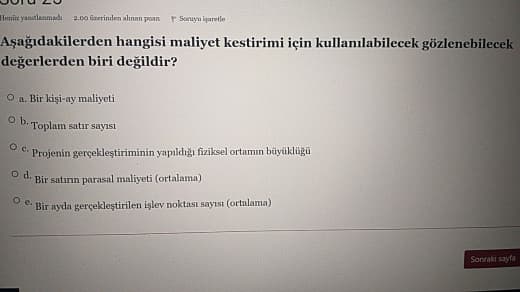 Henüz yanıtlanmadı 2.00 üzerinden alınan puan Soruyu işaretle
Aşağıdakilerden hangisi maliyet kestirimi için kullanılabilecek gözlenebilecek
değerlerden biri değildir?
a. Bir kişi-ay maliyeti
b. Toplam satır sayısı
c. Projenin gerçekleştiriminin yapıldığı fiziksel ortamın büyüklüğü
d. Bir satırın parasal maliyeti (ortalama)
e. Bir ayda gerçekleştirilen işlev noktası sayısı (ortalama)
Sonraki sayfa